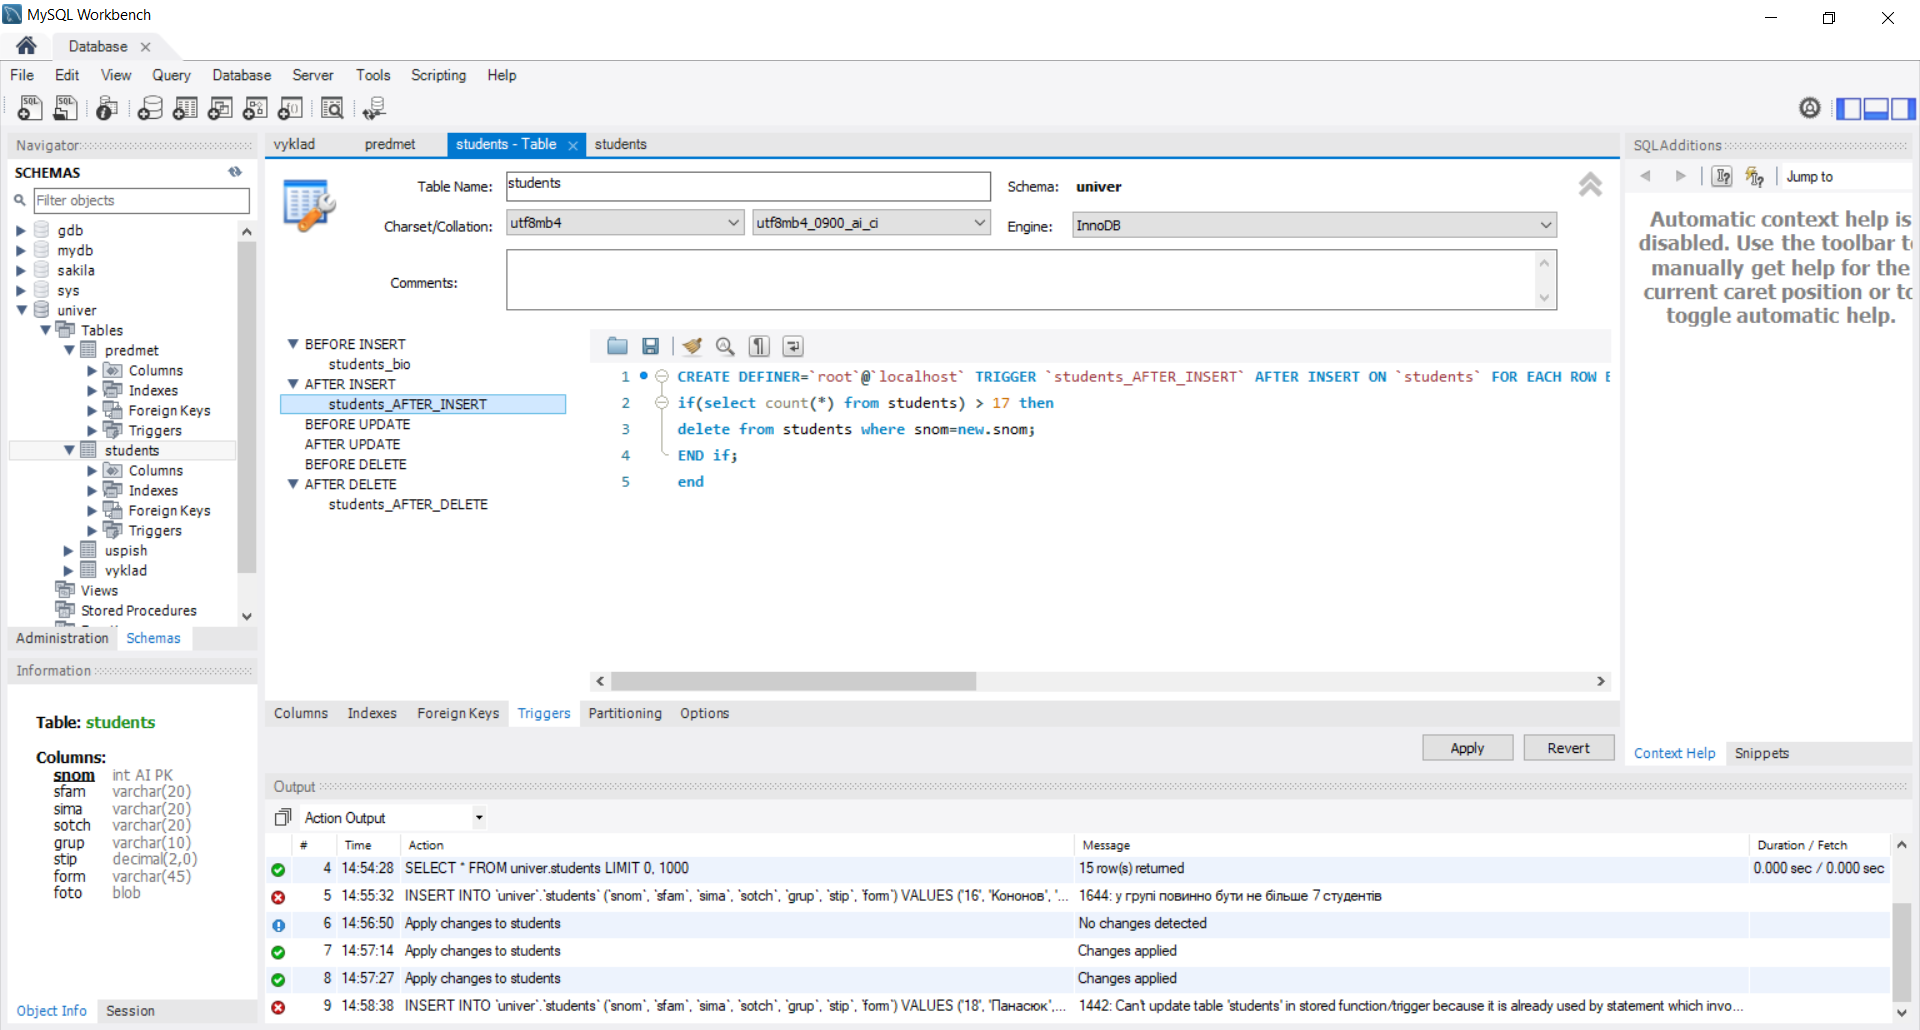 MySQL Workbench
Database
File Edit View Query Database Server Tools Scripting Help
Navigator
SCHEMAS
Filter objects
gdb
mydb
sakila
sys
univer
Tables
predmet
Columns
Indexes
Foreign Keys
Triggers
students
Columns
Indexes
Foreign Keys
Triggers
uspish
vyklad
Views
Stored Procedures
Administration Schemas
Information
Table: students
Columns:
snom int AI PK
sfam varchar(20)
sima varchar(20)
sotch varchar(20)
grup varchar(10)
stip decimal(2,0)
form varchar(45)
foto blob
Object Info Session
vyklad predmet students - Table students
Table Name: students Schema: univer
Charset/Collation: utf8mb4 utf8mb4_0900_ai_ci Engine: InnoDB
Comments:
BEFORE INSERT
students_bio
AFTER INSERT
students_AFTER_INSERT
BEFORE UPDATE
AFTER UPDATE
BEFORE DELETE
AFTER DELETE
students_AFTER_DELETE
1 CREATE DEFINER=`root`@`localhost` TRIGGER `students_AFTER_INSERT` AFTER INSERT ON `students` FOR EACH ROW
2 if(select count(*) from students) > 17 then
3 delete from students where snom=new.snom;
4 END if;
5 end
Columns Indexes Foreign Keys Triggers Partitioning Options
Apply Revert
SQLAdditions
Jump to
Automatic context help is
disabled. Use the toolbar
manually get help for the
current caret position or
toggle automatic help.
Context Help Snippets
Output
Action Output
# Time Action Message Duration / Fetch
4 14:54:28 SELECT * FROM univer.students LIMIT 0, 1000 15 row(s) returned 0.000 sec / 0.000 sec
5 14:55:32 INSERT INTO `univer`.`students` (`snom`, `sfam`, `sima`, `sotch`, `grup`, `stip`, `form`) VALUES ('16', 'Кононов', '... 1644: у групі повинно бути не більше 7 студентів
6 14:56:50 Apply changes to students No changes detected
7 14:57:14 Apply changes to students Changes applied
8 14:57:27 Apply changes to students Changes applied
9 14:58:38 INSERT INTO `univer`.`students` (`snom`, `sfam`, `sima`, `sotch`, `grup`, `stip`, `form`) VALUES ('18', 'Панасюк',... 1442: Can't update table 'students' in stored function/trigger because it is already used by statement which invo...